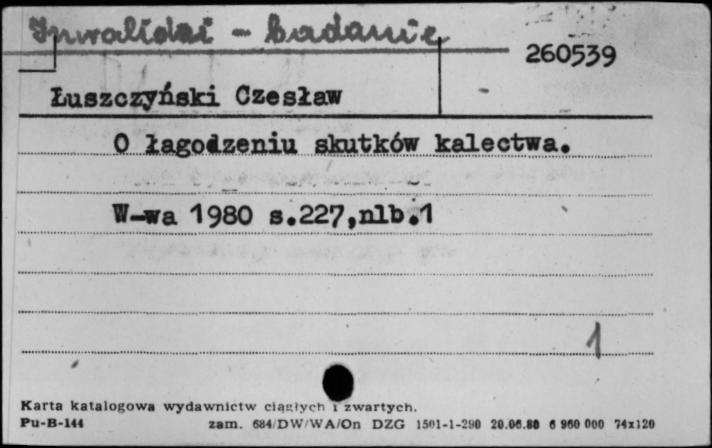 Inwalidzi - badanie
260539
Łuszczyński Czesław
O łagodzeniu skutków kalectwa.
W-wa 1980 s.227,nlb.1
1
Karta katalogowa wydawnictw ciągłych i zwartych.
Pu-B-144 zam. 684/DW/WA/On DZG 1501-1-290 20.06.80 6 960 000 74x120